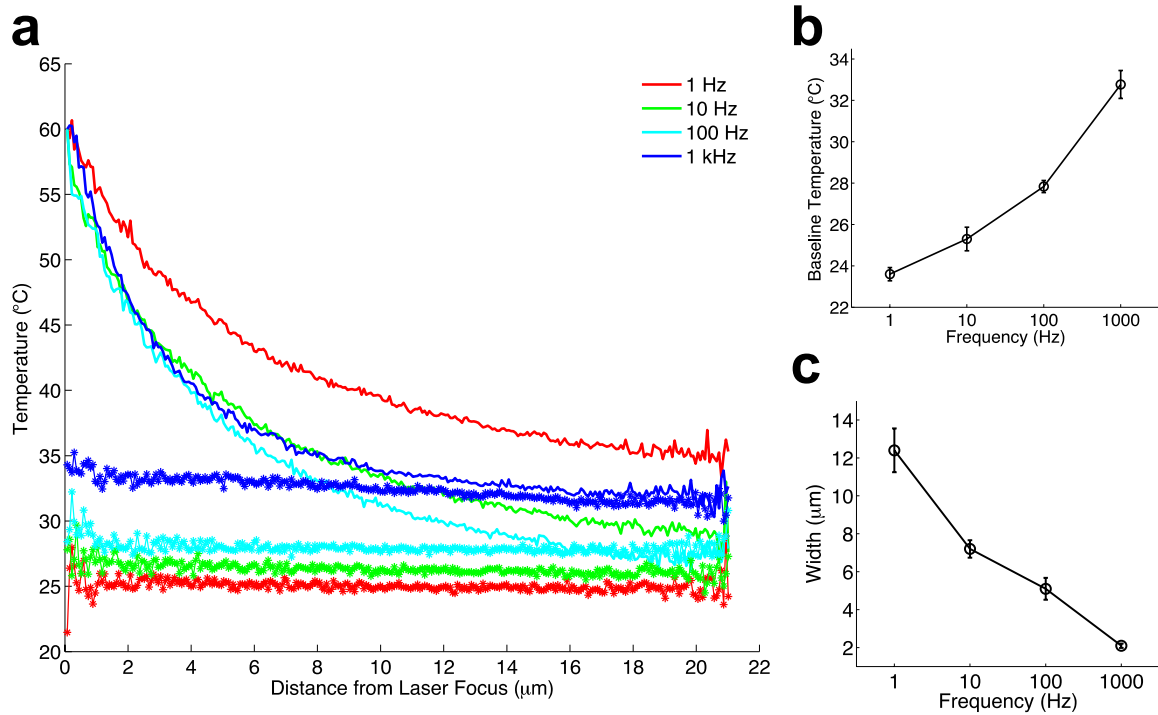 a
65
60
55
50
45
40
35
30
25
20
0 2 4 6 8 10 12 14 16 18 20 22
Temperature (°C)
Distance from Laser Focus (μm)
1 Hz
10 Hz
100 Hz
1 kHz
b
34
32
30
28
26
24
22
1 10 100 1000
Baseline Temperature (°C)
Frequency (Hz)
c
14
12
10
8
6
4
2
1 10 100 1000
Width (μm)
Frequency (Hz)